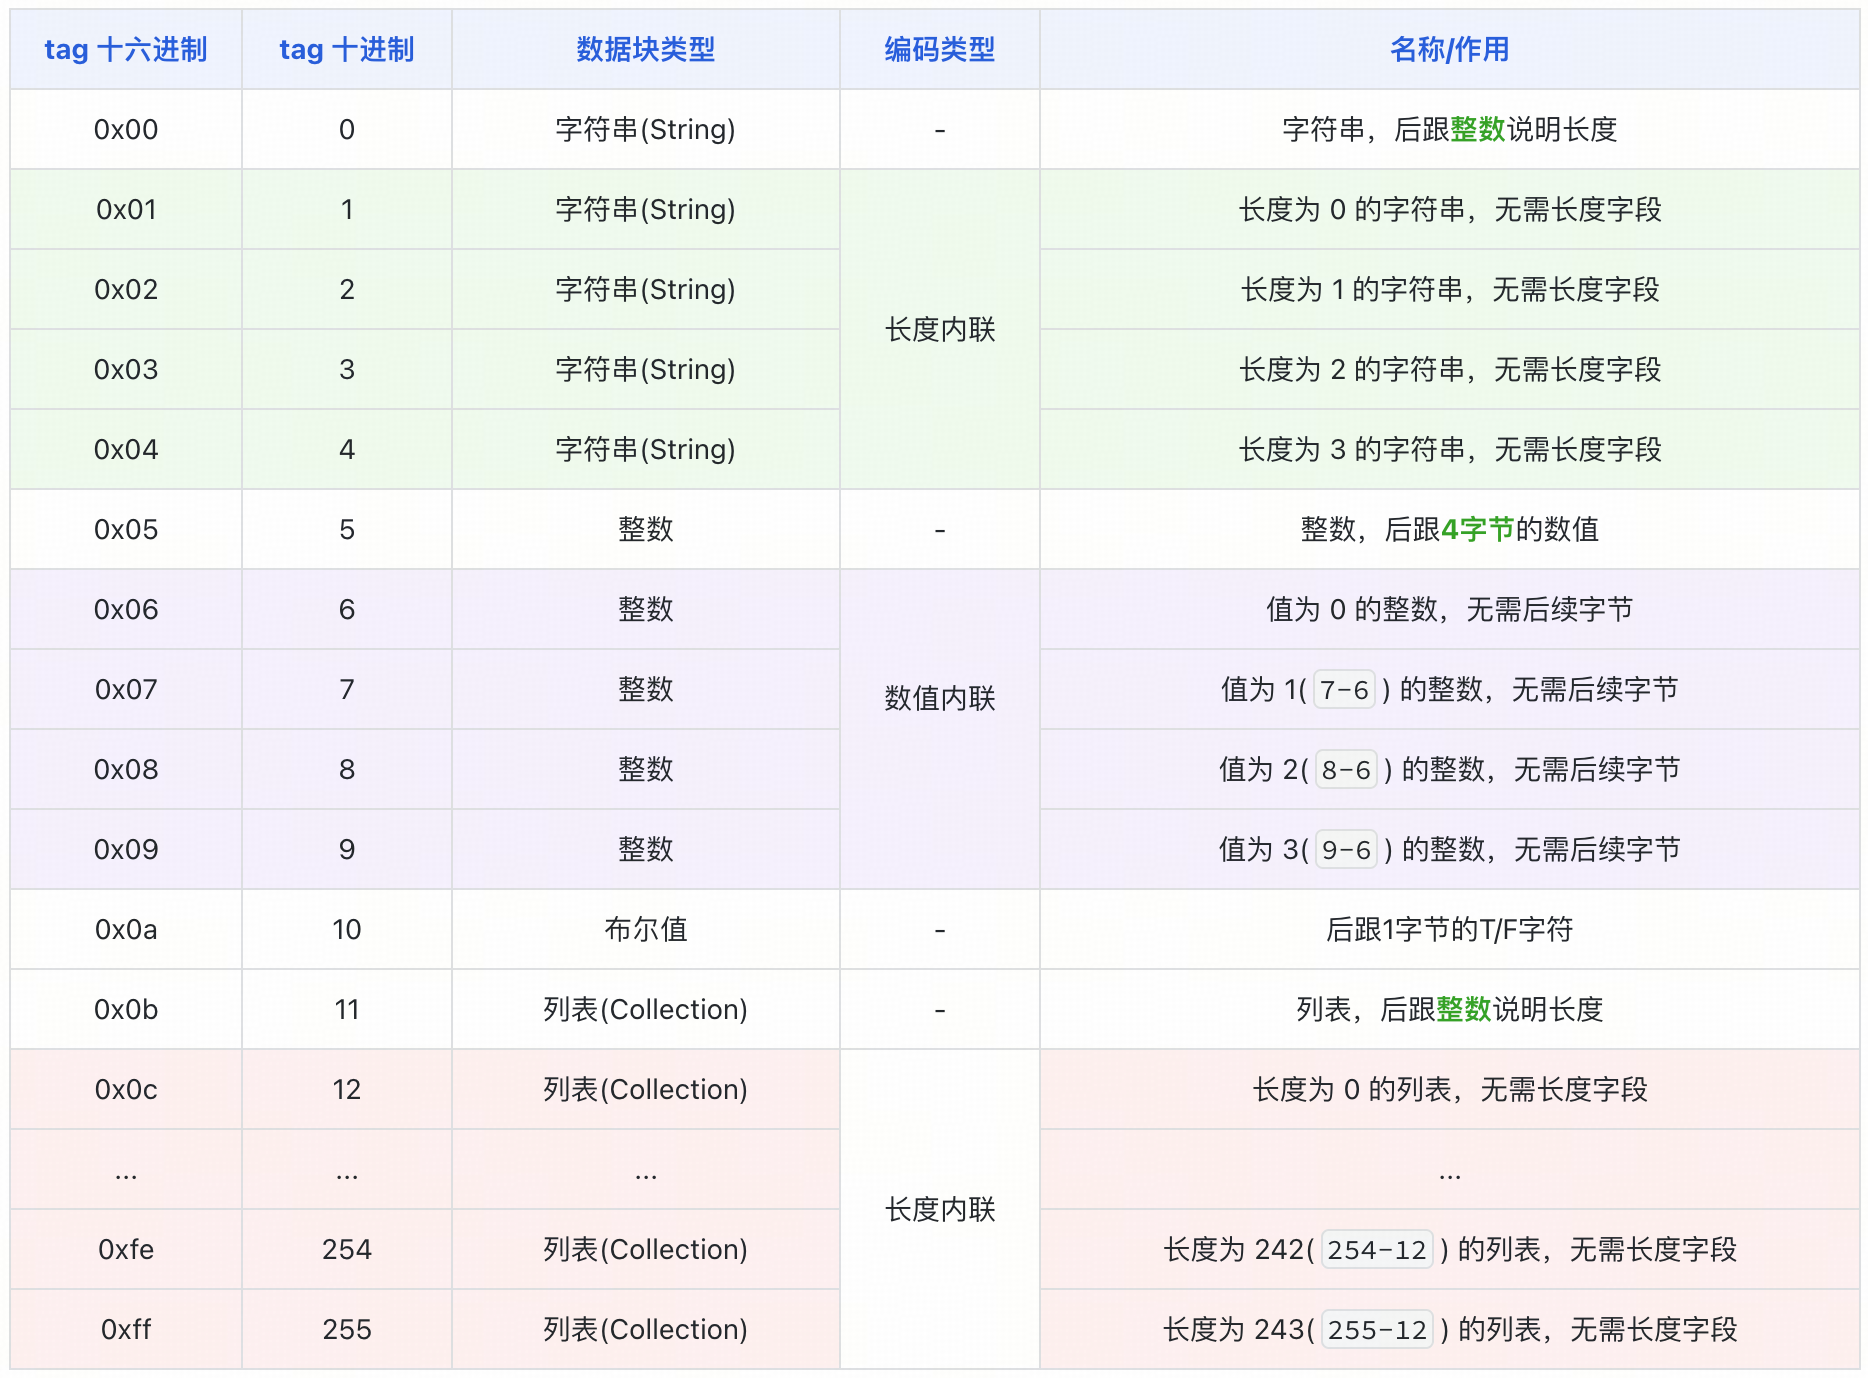 tag 十六进制 tag 十进制 数据块类型 编码类型 名称/作用
0x00 0 字符串(String) - 字符串，后跟整数说明长度
0x01 1 字符串(String) 长度为 0 的字符串，无需长度字段
0x02 2 字符串(String) 长度为 1 的字符串，无需长度字段
长度内联
0x03 3 字符串(String) 长度为 2 的字符串，无需长度字段
0x04 4 字符串(String) 长度为 3 的字符串，无需长度字段
0x05 5 整数 - 整数，后跟4字节的数值
0x06 6 整数 值为 0 的整数，无需后续字节
0x07 7 整数 数值内联 值为 1( 7-6 ) 的整数，无需后续字节
0x08 8 整数 值为 2( 8-6 ) 的整数，无需后续字节
0x09 9 整数 值为 3( 9-6 ) 的整数，无需后续字节
0x0a 10 布尔值 - 后跟1字节的T/F字符
0x0b 11 列表(Collection) - 列表，后跟整数说明长度
0x0c 12 列表(Collection) 长度为 0 的列表，无需长度字段
... ... ... ...
长度内联
0xfe 254 列表(Collection) 长度为 242( 254-12 ) 的列表，无需长度字段
0xff 255 列表(Collection) 长度为 243( 255-12 ) 的列表，无需长度字段